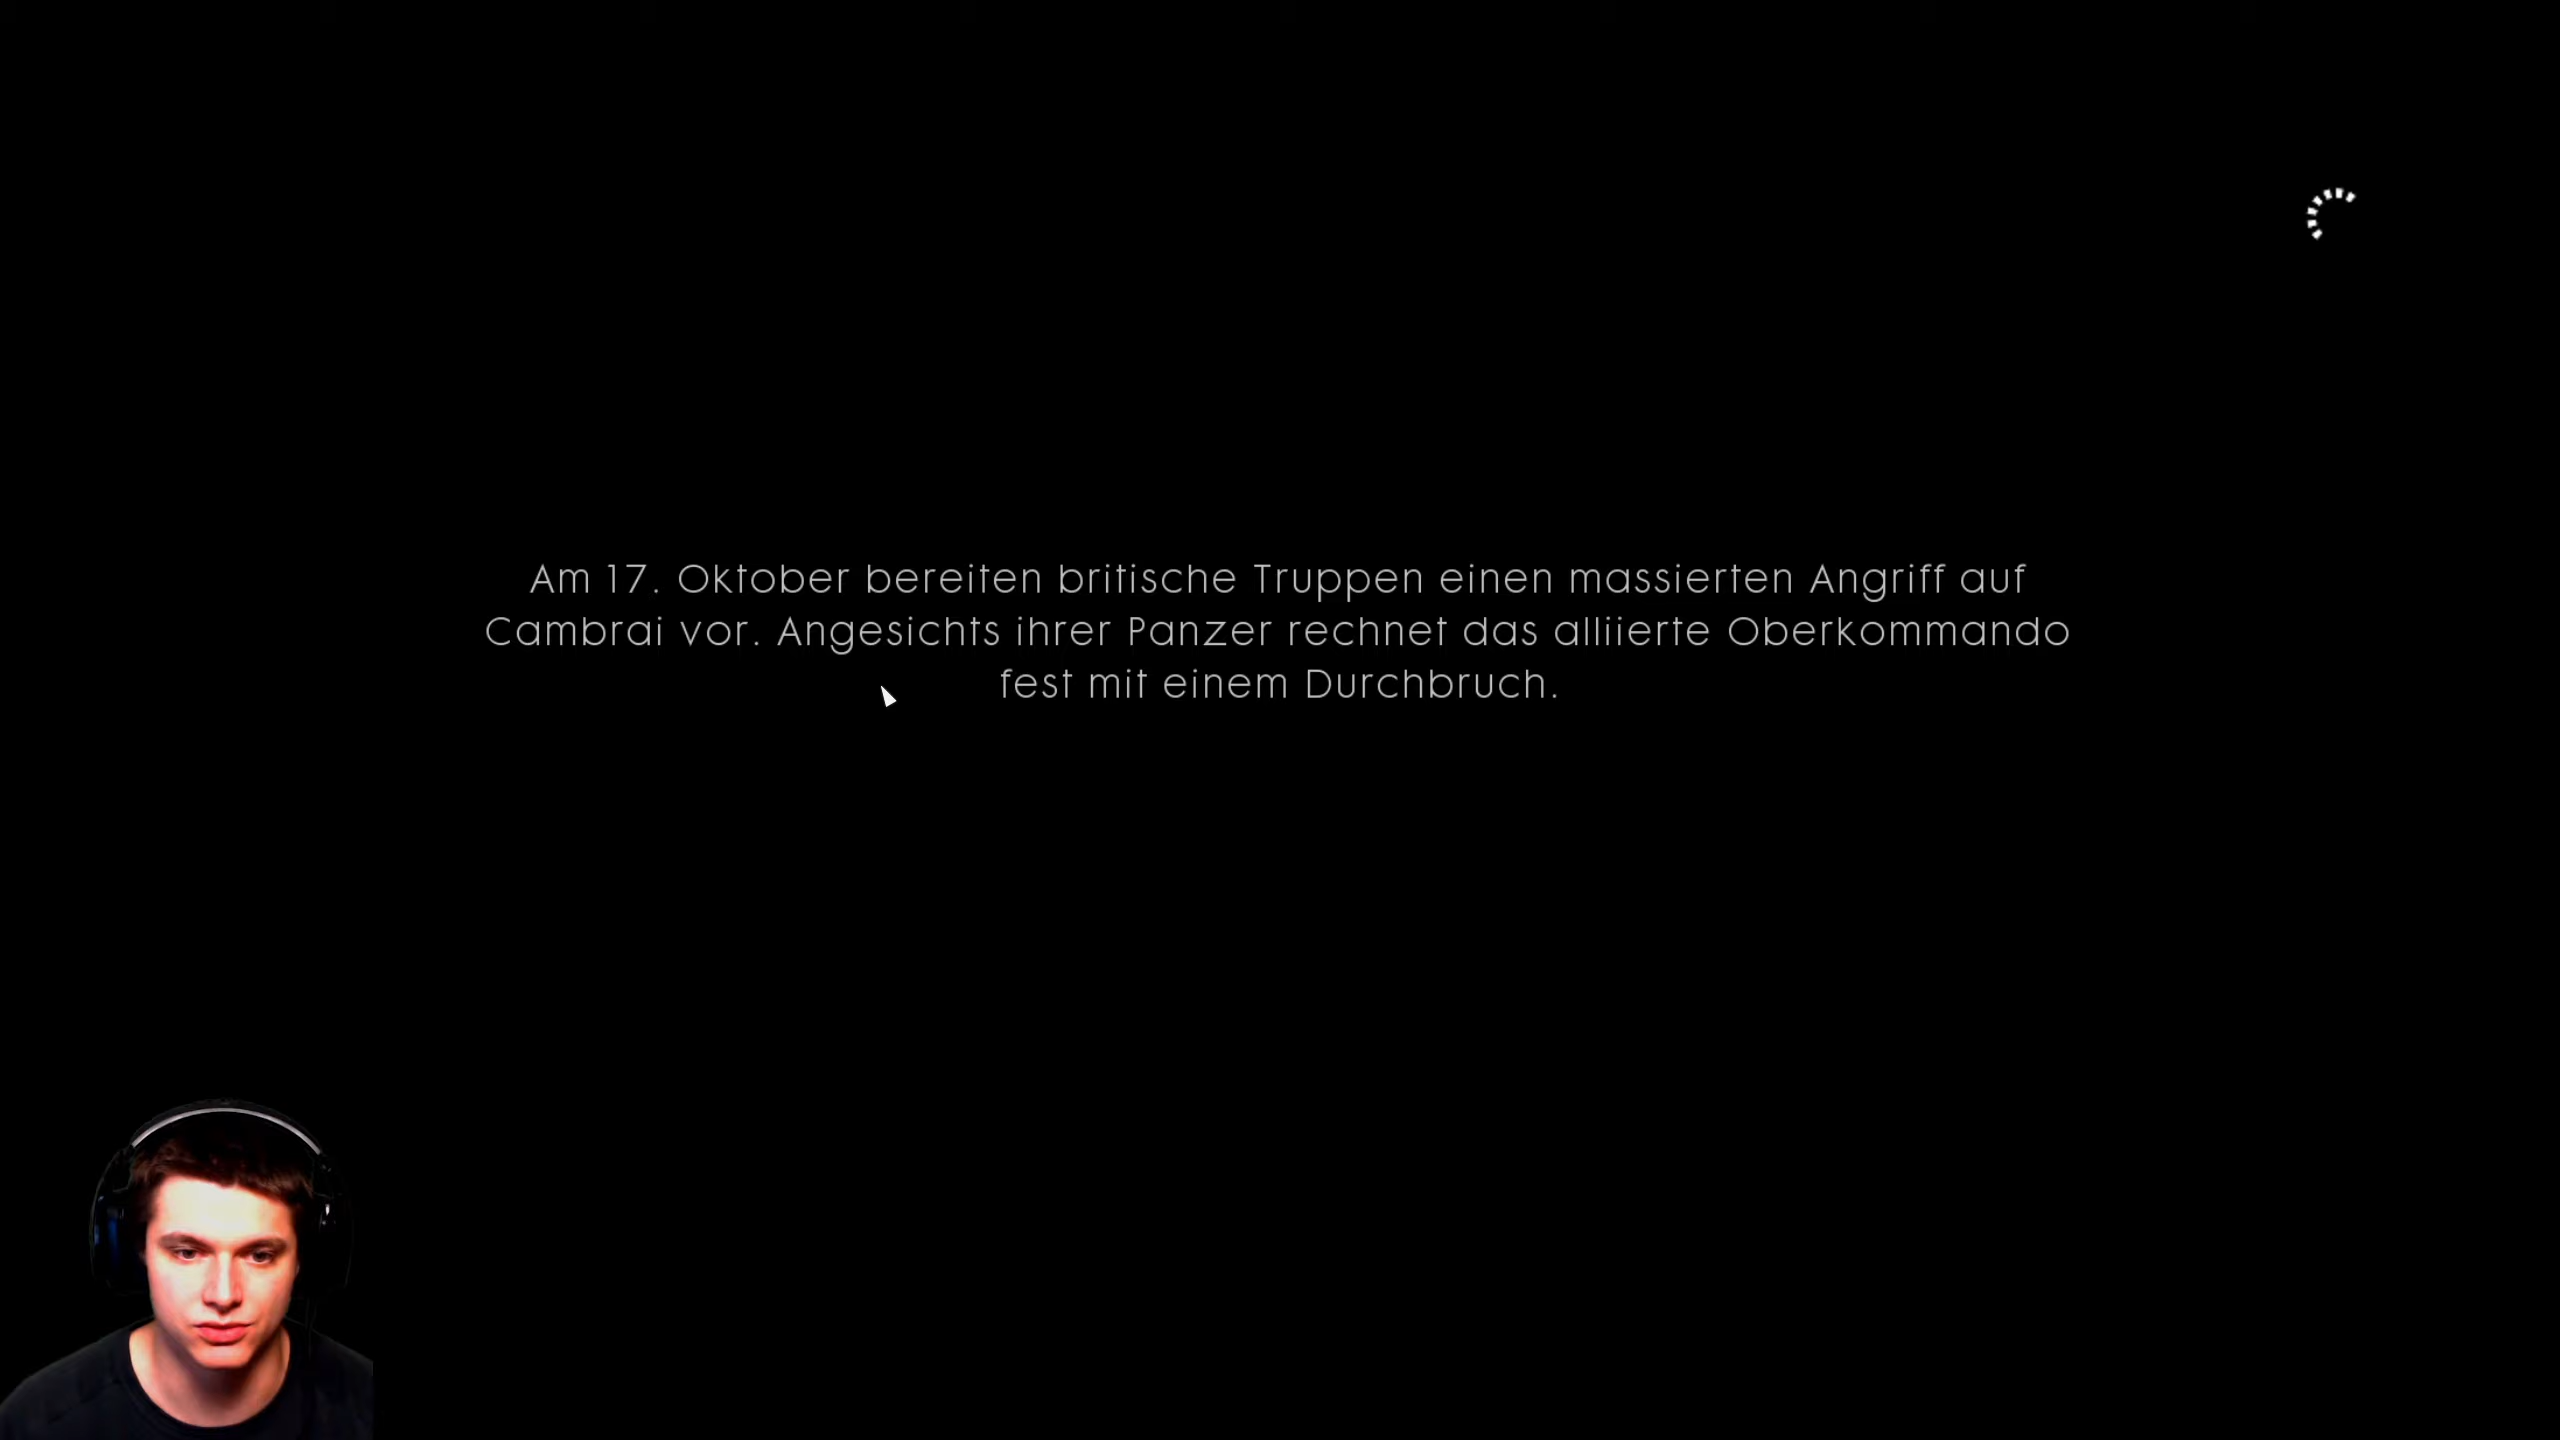 Am 17. Oktober bereiten britische Truppen einen massierten Angriff auf
Cambrai vor. Angesichts ihrer Panzer rechnet das alliierte Oberkommando
fest mit einem Durchbruch.